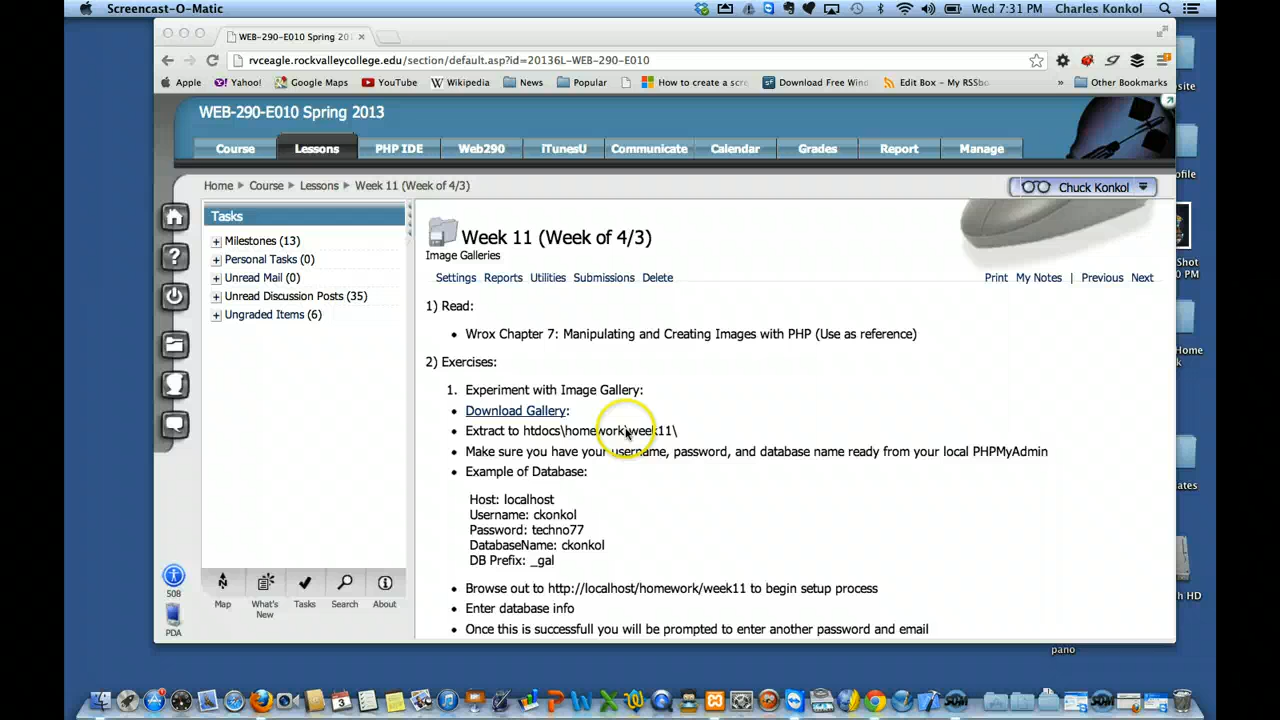 Screencast-O-Matic
Wed 7:31 PM Charles Konkol
WEB-290-E010 Spring 201
rvceagle.rockvalleycollege.edu/section/default.asp?id=20136L-WEB-290-E010
Apple Yahoo! Google Maps YouTube Wikipedia News Popular How to create a scre Download Free Wind Edit Box – My RSSbo » Other Bookmarks
WEB-290-E010 Spring 2013
Course Lessons PHP IDE Web290 iTunesU Communicate Calendar Grades Report Manage
Home Course Lessons Week 11 (Week of 4/3)
Chuck Konkol
Tasks
Milestones (13)
Personal Tasks (0)
Unread Mail (0)
Unread Discussion Posts (35)
Ungraded Items (6)
Week 11 (Week of 4/3)
Image Galleries
Settings Reports Utilities Submissions Delete
Print My Notes | Previous Next
1) Read:
• Wrox Chapter 7: Manipulating and Creating Images with PHP (Use as reference)
2) Exercises:
1. Experiment with Image Gallery:
• Download Gallery:
• Extract to htdocs\homework\week11\
• Make sure you have your username, password, and database name ready from your local PHPMyAdmin
• Example of Database:
Host: localhost
Username: ckonkol
Password: techno77
DatabaseName: ckonkol
DB Prefix: _gal
• Browse out to http://localhost/homework/week11 to begin setup process
• Enter database info
• Once this is successfull you will be prompted to enter another password and email
508
PDA
Map What's New Tasks Search About
site
ofile
Shot
0 PM
Home
k
ates
HD
pano